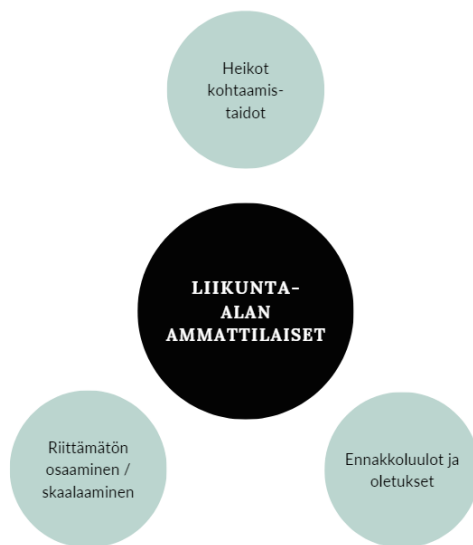 Heikot
kohtaamis-
taidot
LIIKUNTA-
ALAN
AMMATTILAISET
Riittämätön
osaaminen /
skaalaaminen
Ennakkoluulot ja
oletukset